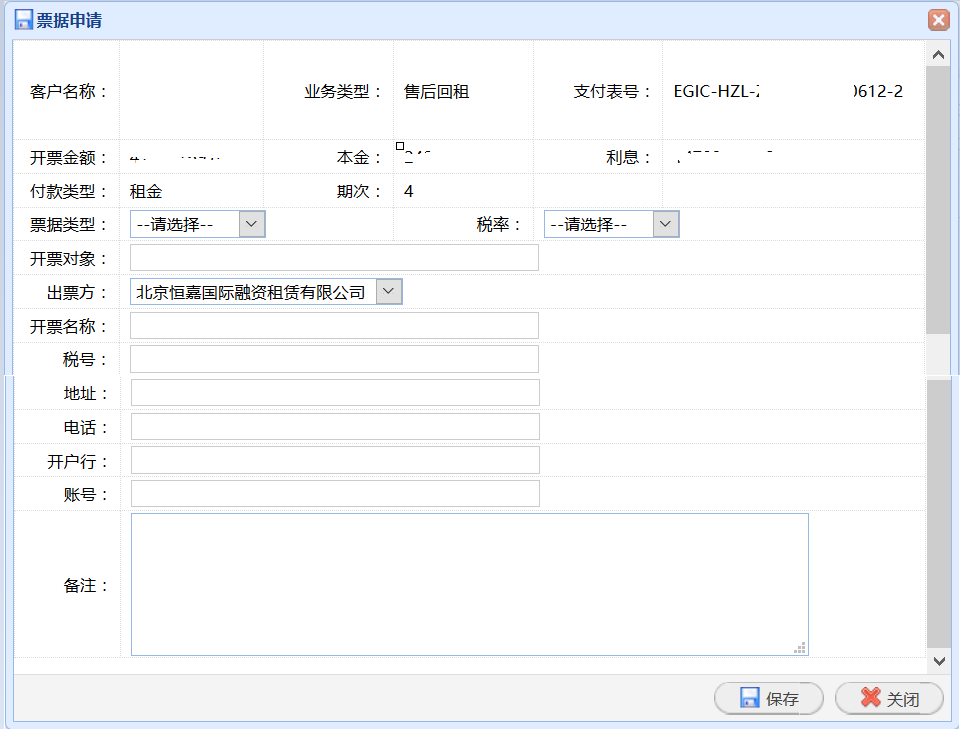 票据申请
客户名称： 业务类型： 售后回租 支付表号： EGIC-HZL- 0612-2
开票金额： 本金： 利息：
付款类型： 租金 期次： 4
票据类型： --请选择-- 税率： --请选择--
开票对象：
出票方： 北京恒嘉国际融资租赁有限公司
开票名称：
税号：
地址：
电话：
开户行：
账号：
备注：
保存 关闭